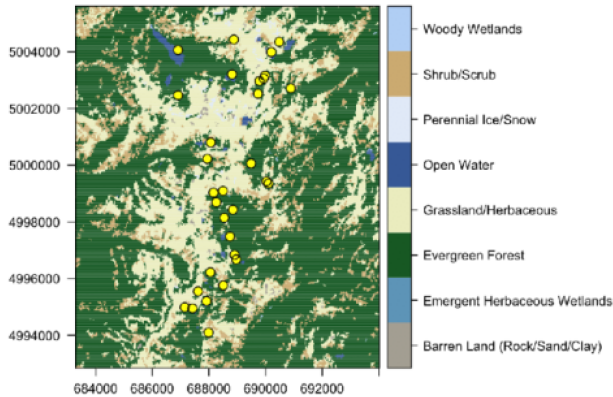 5004000
5002000
5000000
4998000
4996000
4994000
684000 686000 688000 690000 692000
Woody Wetlands
Shrub/Scrub
Perennial Ice/Snow
Open Water
Grassland/Herbaceous
Evergreen Forest
Emergent Herbaceous Wetlands
Barren Land (Rock/Sand/Clay)